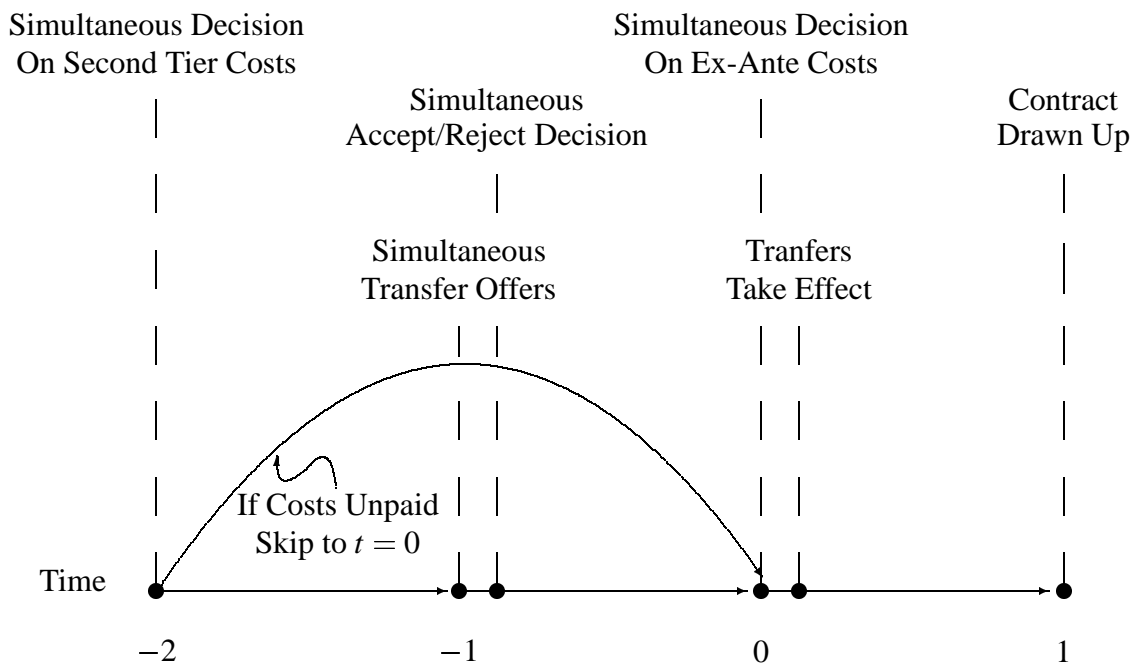 Simultaneous Decision
On Second Tier Costs
Simultaneous Decision
On Ex-Ante Costs
Simultaneous
Accept/Reject Decision
Contract
Drawn Up
Simultaneous
Transfer Offers
Tranfers
Take Effect
If Costs Unpaid
Skip to t = 0
Time
−2
−1
0
1